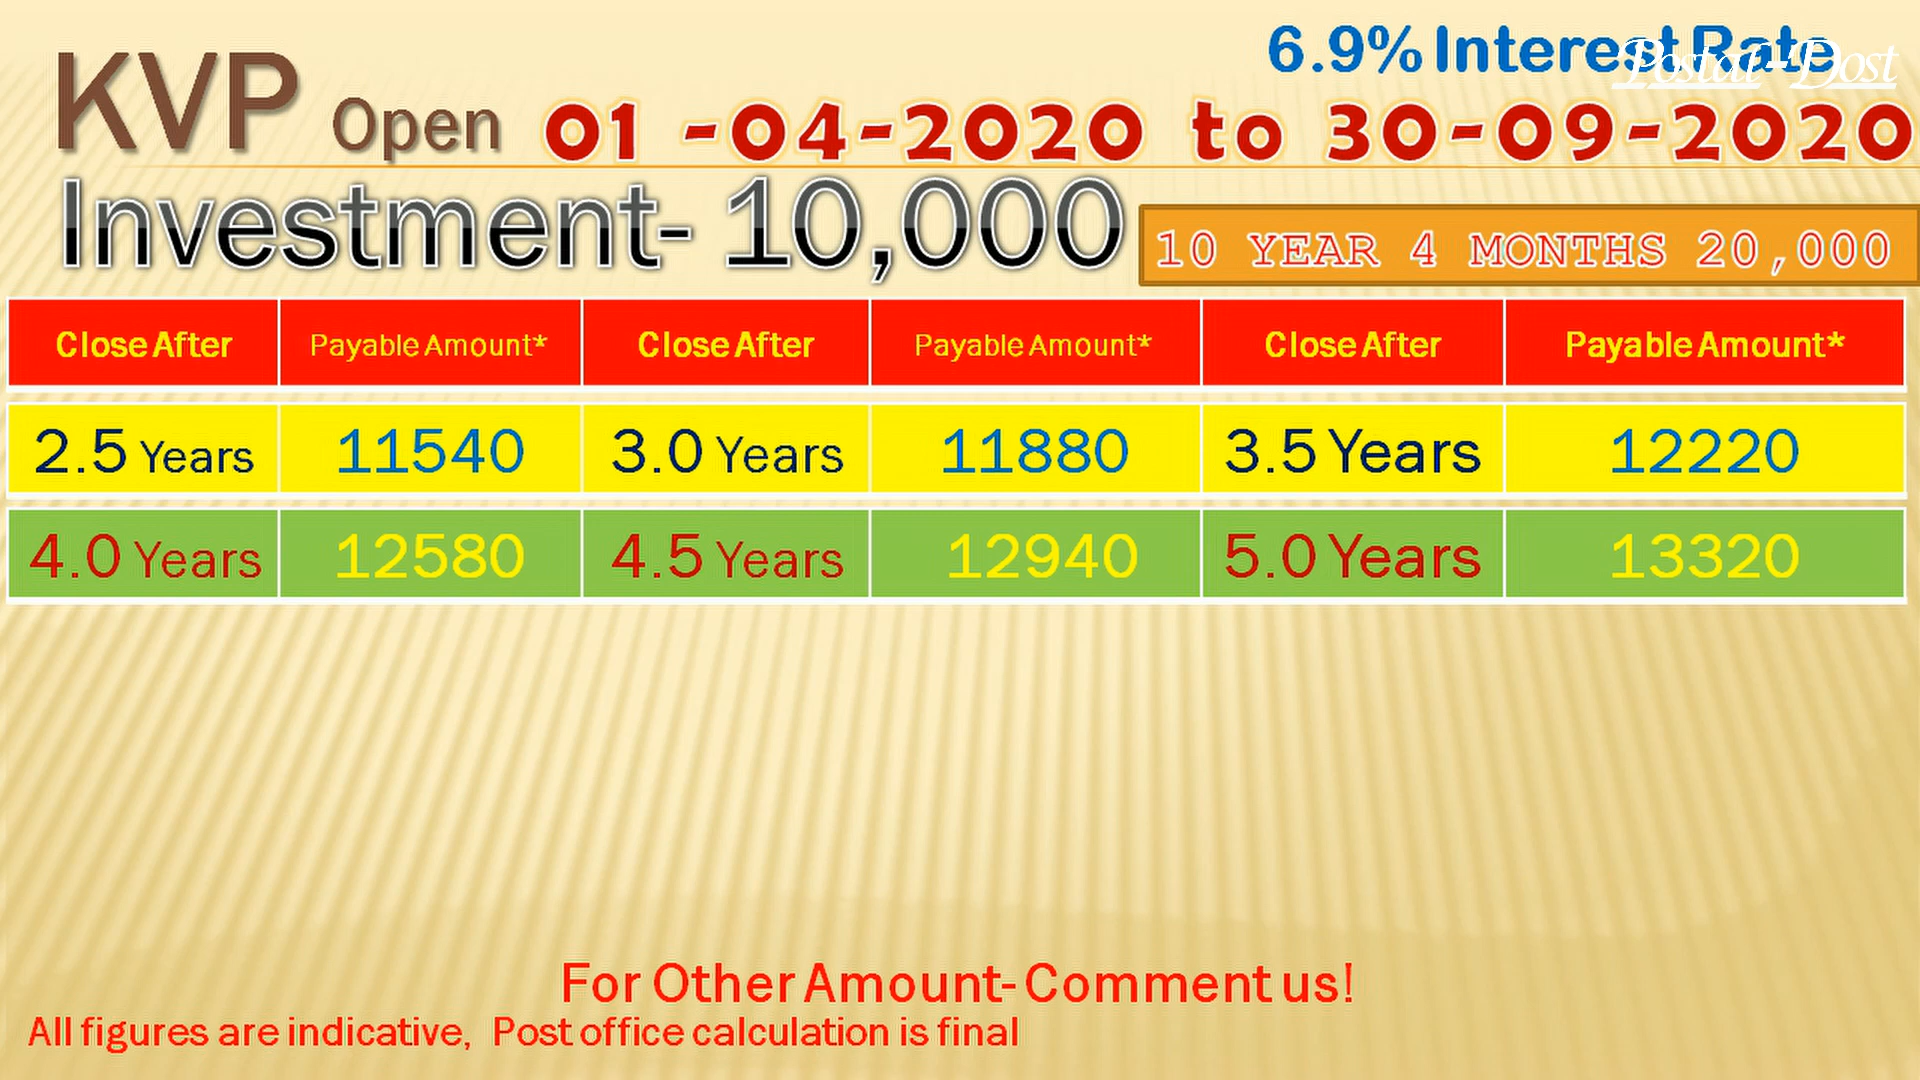 6.9% Interest Rate
Postal-Dost
KVP Open 01 -04-2020 to 30-09-2020
Investment- 10,000
10 YEAR 4 MONTHS 20,000
Close After Payable Amount* Close After Payable Amount* Close After Payable Amount*
2.5 Years 11540 3.0 Years 11880 3.5 Years 12220
4.0 Years 12580 4.5 Years 12940 5.0 Years 13320
For Other Amount- Comment us!
All figures are indicative, Post office calculation is final